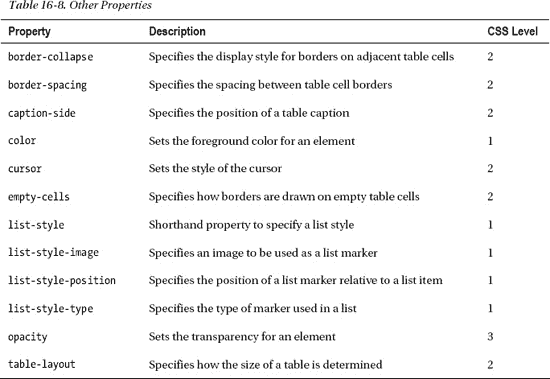 Table 16-8. Other Properties
Property Description CSS Level
border-collapse Specifies the display style for borders on adjacent table cells 2
border-spacing Specifies the spacing between table cell borders 2
caption-side Specifies the position of a table caption 2
color Sets the foreground color for an element 1
cursor Sets the style of the cursor 2
empty-cells Specifies how borders are drawn on empty table cells 2
list-style Shorthand property to specify a list style 1
list-style-image Specifies an image to be used as a list marker 1
list-style-position Specifies the position of a list marker relative to a list item 1
list-style-type Specifies the type of marker used in a list 1
opacity Sets the transparency for an element 3
table-layout Specifies how the size of a table is determined 2